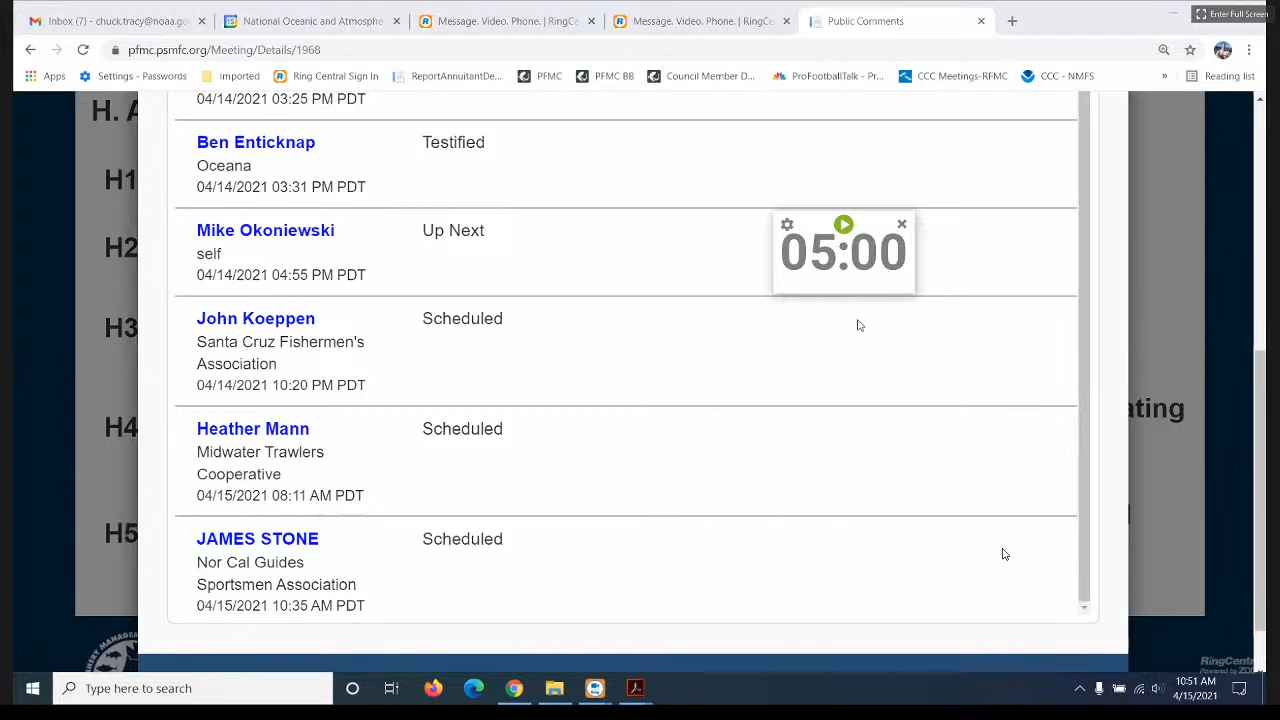 Inbox (7) - chuck.tracy@noaa.go
National Oceanic and Atmosphe
Message. Video. Phone. | RingCe
Message. Video. Phone. | RingCe
Public Comments
Enter Full Screen
pfmc.psmfc.org/Meeting/Details/1968
Apps
Settings - Passwords
Imported
Ring Central Sign In
ReportAnnuitantDe...
PFMC
PFMC BB
Council Member D...
ProFootballTalk - Pr...
CCC Meetings-RFMC
CCC - NMFS
»
Reading list
H. A
04/14/2021 03:25 PM PDT
Ben Enticknap
Testified
Oceana
04/14/2021 03:31 PM PDT
H1
Mike Okoniewski
Up Next
self
04/14/2021 04:55 PM PDT
05:00
H2
John Koeppen
Scheduled
Santa Cruz Fishermen's
Association
04/14/2021 10:20 PM PDT
H3
ating
Heather Mann
Scheduled
Midwater Trawlers
Cooperative
04/15/2021 08:11 AM PDT
H4
JAMES STONE
Scheduled
Nor Cal Guides
Sportsmen Association
04/15/2021 10:35 AM PDT
H5
RingCent
Powered by ZOO
Type here to search
10:51 AM
4/15/2021